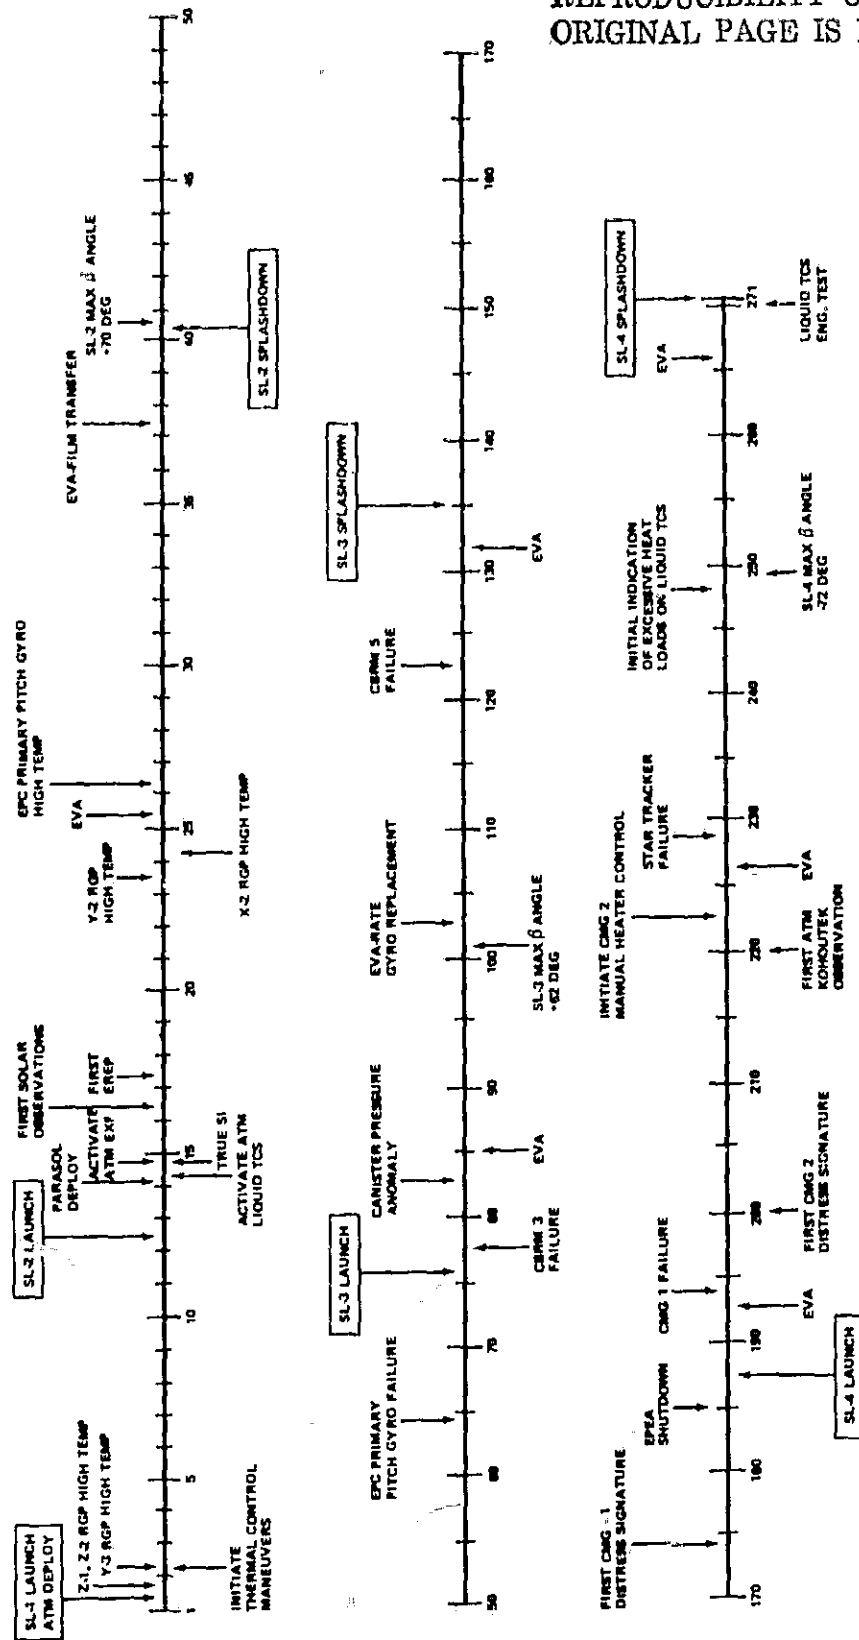 REPRODUCIBILITY
ORIGINAL PAGE IS
SL-1 LAUNCH
ATM DEPLOY
Z-1, Z-2 RGP HIGH TEMP
Y-3 RGP HIGH TEMP
INITIATE
THERMAL CONTROL
MANEUVERS
SL-2 LAUNCH
PARASOL
DEPLOY
ACTIVATE
ATM EXP
FIRST SOLAR
OBSERVATIONS
FIRST
EREP
TRUE SI
ACTIVATE ATM
LIQUID TCS
Y-2 RGP
HIGH TEMP
X-2 RGP HIGH TEMP
EVA
EPC PRIMARY PITCH GYRO
HIGH TEMP
EVA-FILM TRANSFER
SL-2 MAX β ANGLE
+70 DEG
SL-2 SPLASHDOWN
1 5 10 15 20 25 30 35 40 45 50
EPC PRIMARY
PITCH GYRO FAILURE
SL-3 LAUNCH
CBRM 3
FAILURE
CANISTER PRESSURE
ANOMALY
EVA
EVA-RATE
GYRO REPLACEMENT
SL-3 MAX β ANGLE
+62 DEG
CBRM 5
FAILURE
EVA
SL-3 SPLASHDOWN
50 60 70 80 90 100 110 120 130 140 150 160 170
FIRST CMG-1
DISTRESS SIGNATURE
EPEA
SHUTDOWN
SL-4 LAUNCH
CMG 1 FAILURE
EVA
FIRST CMG 2
DISTRESS SIGNATURE
FIRST ATM
KOHOUTEK
OBSERVATION
INITIATE CMG 2
MANUAL HEATER CONTROL
EVA
STAR TRACKER
FAILURE
INITIAL INDICATION
OF EXCESSIVE HEAT
LOADS ON LIQUID TCS
SL-4 MAX β ANGLE
-72 DEG
EVA
SL-4 SPLASHDOWN
LIQUID TCS
ENG. TEST
170 180 190 200 210 220 230 240 250 260 271